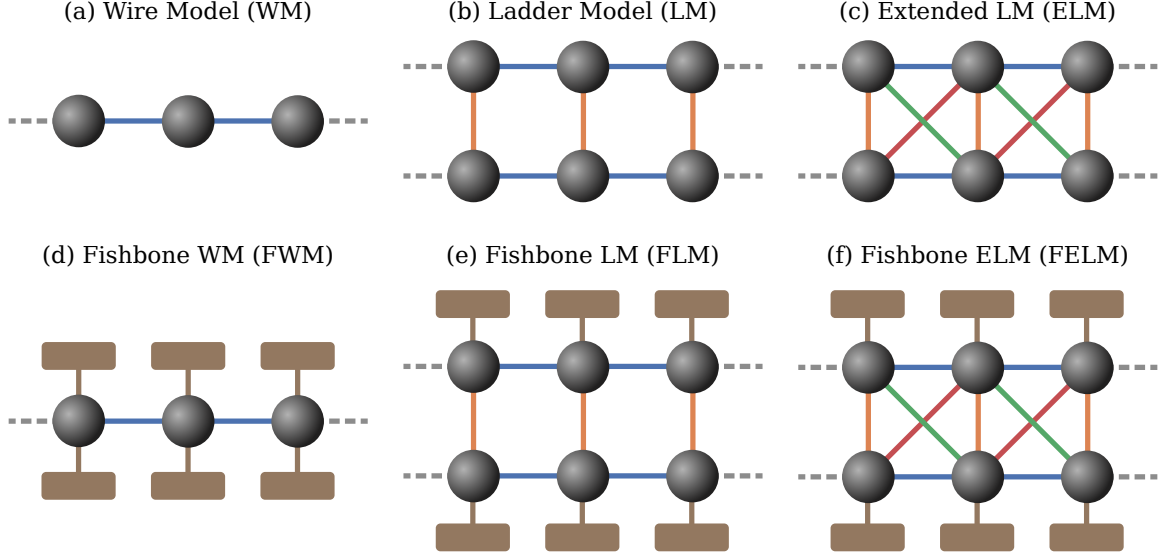 (a) Wire Model (WM)
(b) Ladder Model (LM)
(c) Extended LM (ELM)
(d) Fishbone WM (FWM)
(e) Fishbone LM (FLM)
(f) Fishbone ELM (FELM)